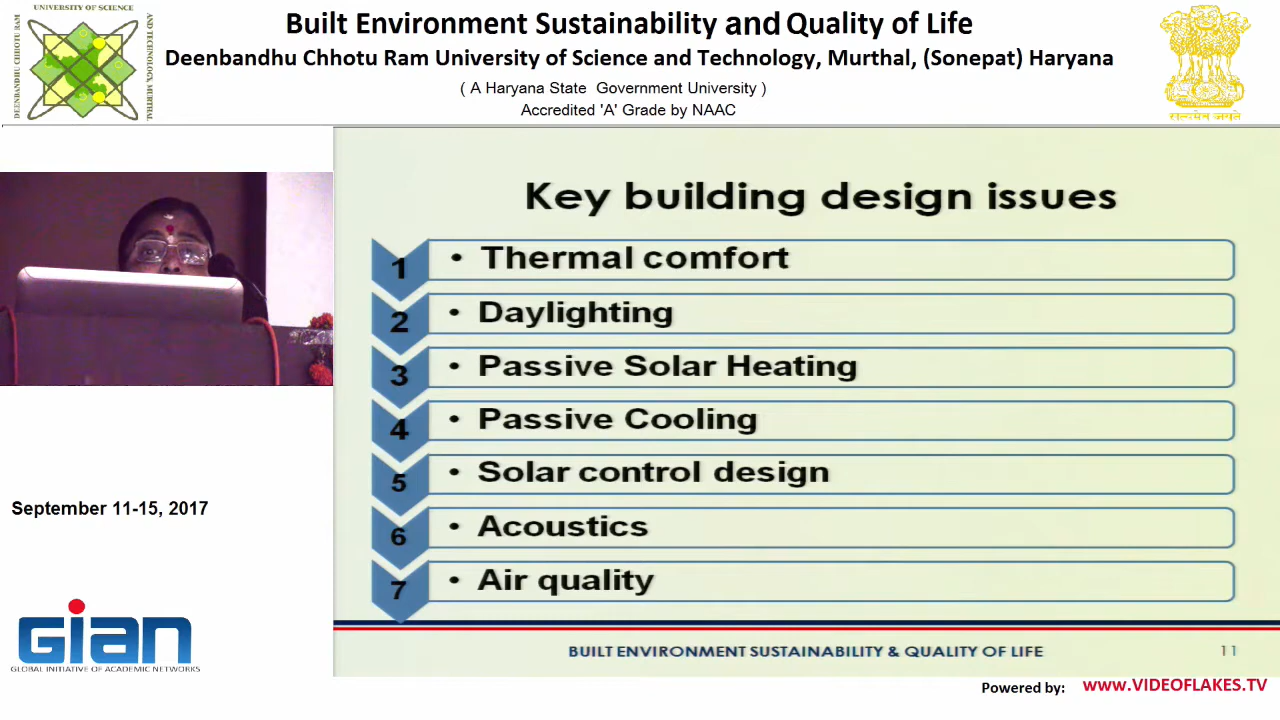 Built Environment Sustainability and Quality of Life
Deenbandhu Chhotu Ram University of Science and Technology, Murthal, (Sonepat) Haryana
( A Haryana State Government University )
Accredited 'A' Grade by NAAC
UNIVERSITY OF SCIENCE
DEENBANDHU CHHOTU RAM
AND TECHNOLOGY, MURTHAL
सत्यमेव जयते
Key building design issues
1 • Thermal comfort
2 • Daylighting
3 • Passive Solar Heating
4 • Passive Cooling
5 • Solar control design
6 • Acoustics
7 • Air quality
September 11-15, 2017
GIAN
GLOBAL INITIATIVE OF ACADEMIC NETWORKS
BUILT ENVIRONMENT SUSTAINABILITY & QUALITY OF LIFE 11
Powered by: www.VIDEOFLAKES.TV